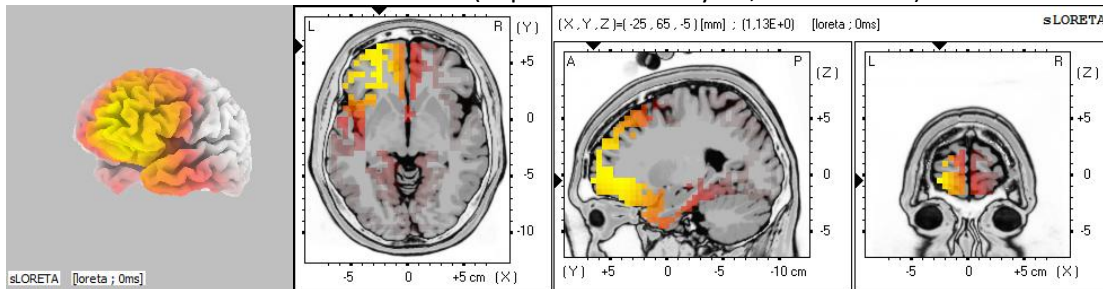 (X,Y,Z)=(-25,65,-5)[mm] ; (1,13E+0) [loreta ; 0ms]
sLORETA
L R (Y)
+5
0
-5
-10
-5 0 +5 cm (X)
A P (Z)
+5
0
-5
(Y) +5 0 -5 -10 cm
L R (Z)
+5
0
-5
-5 0 +5 cm (X)
sLORETA [loreta ; 0ms]